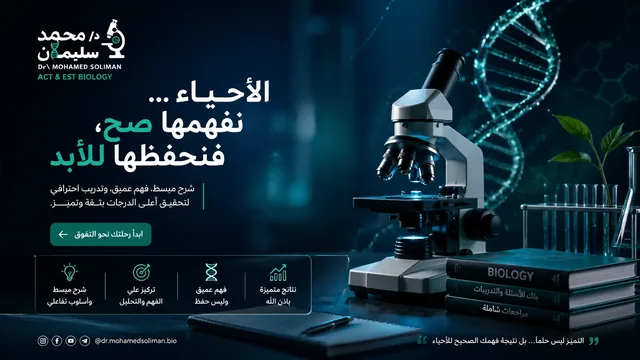 د/ محمد
سليمان
Dr\ MOHAMED SOLIMAN
ACT & EST BIOLOGY
الأحياء ...
نفهمها صح،
فنحفظها للأبد
شرح مبسط، فهم عميق، وتدريب احترافي
لتحقيق أعلى الدرجات بثقة وتميز.
ابدأ رحلتك نحو التفوق
نتائج متميزة
بإذن الله
فهم عميق
وليس حفظ
تركيز على
الفهم والتحليل
شرح مبسط
وأسلوب تفاعلي
BIOLOGY
بنك الأسئلة والتدريبات
مراجعات شاملة
@dr.mohamedsoliman.bio
التميز ليس حلماً... بل نتيجة فهمك الصحيح للأحياء